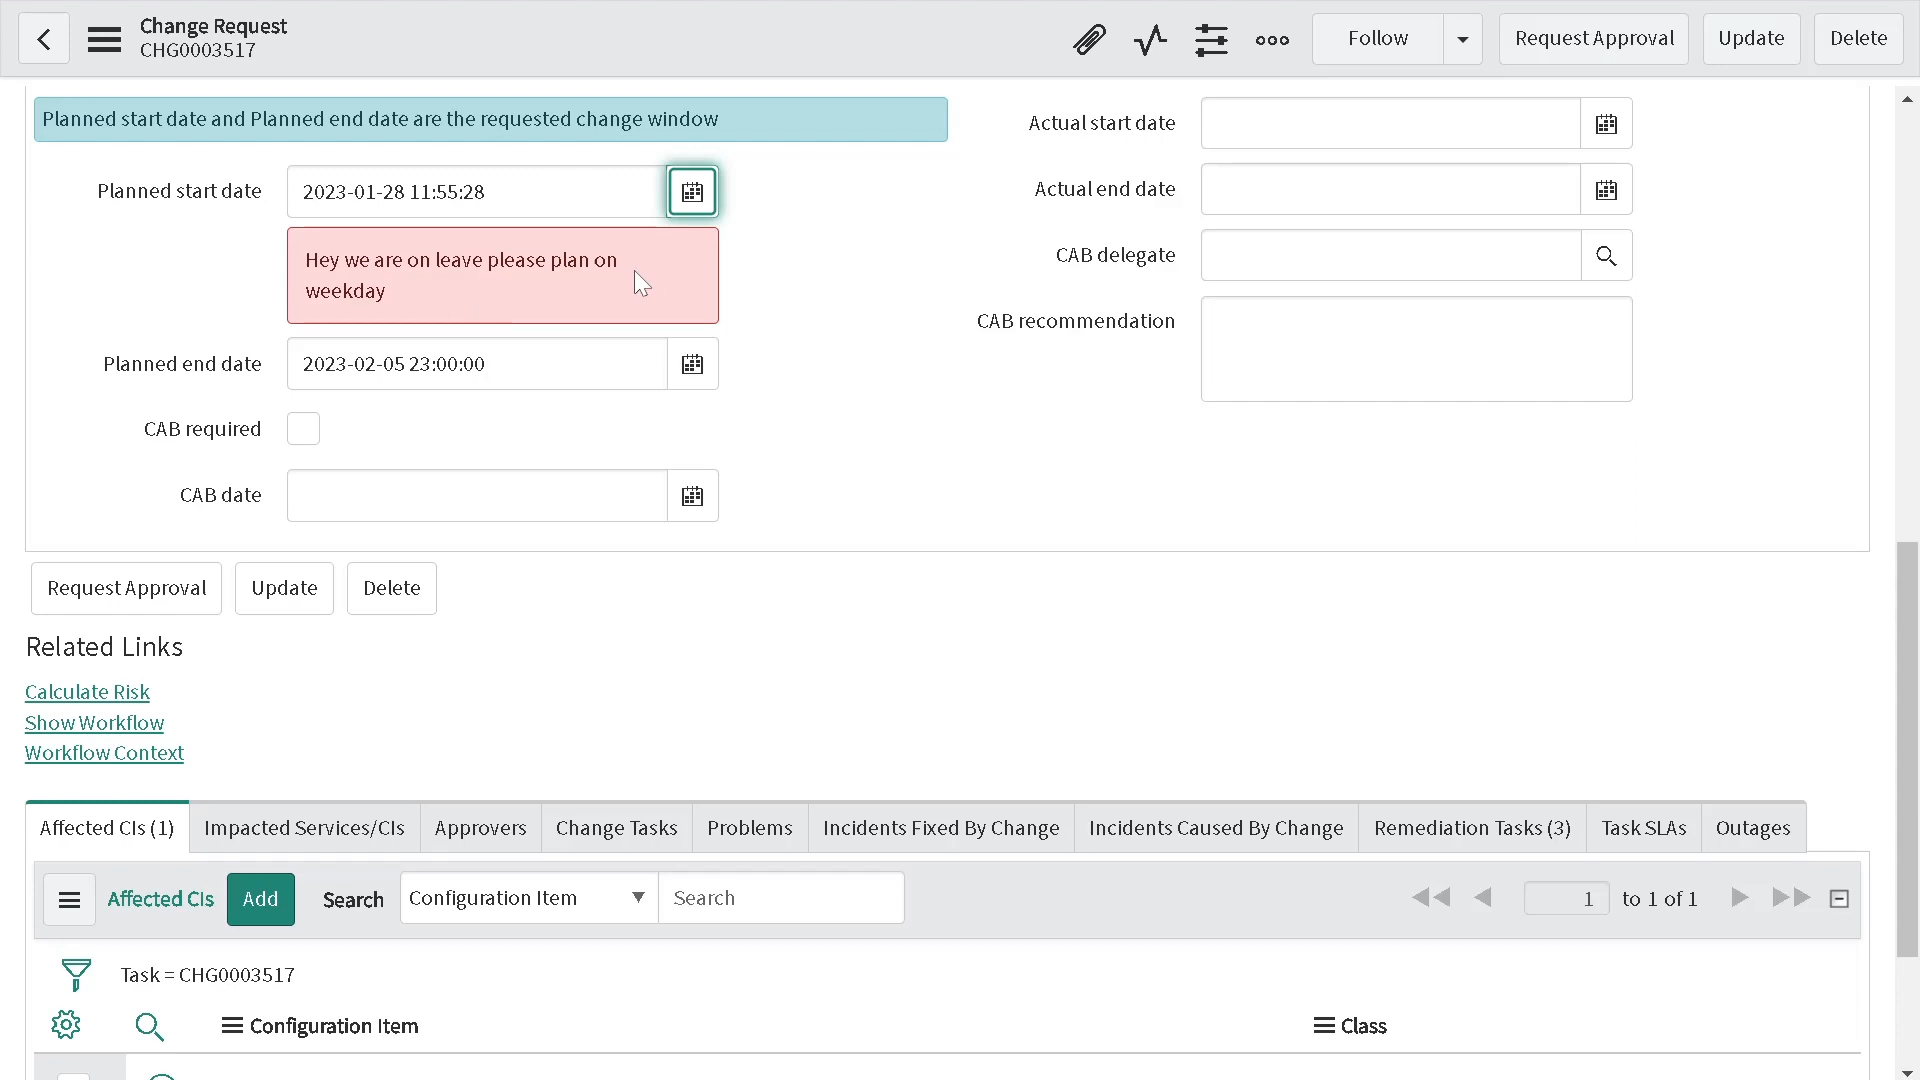 Change Request
CHG0003517
Follow
Request Approval
Update
Delete
Planned start date and Planned end date are the requested change window
Planned start date
2023-01-28 11:55:28
Hey we are on leave please plan on
weekday
Planned end date
2023-02-05 23:00:00
CAB required
CAB date
Actual start date
Actual end date
CAB delegate
CAB recommendation
Request Approval
Update
Delete
Related Links
Calculate Risk
Show Workflow
Workflow Context
Affected CIs (1)
Impacted Services/CIs
Approvers
Change Tasks
Problems
Incidents Fixed By Change
Incidents Caused By Change
Remediation Tasks (3)
Task SLAs
Outages
Affected CIs
Add
Search
Configuration Item
Search
1
to 1 of 1
Task = CHG0003517
Configuration Item
Class